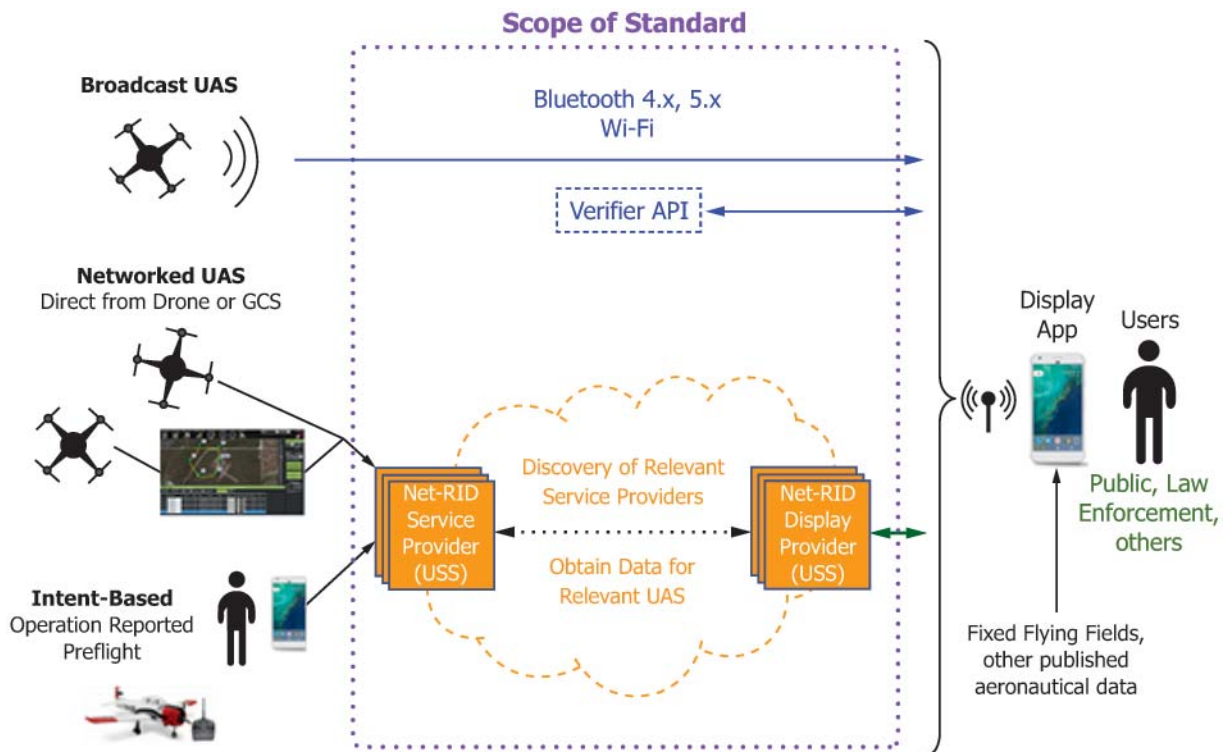 Scope of Standard
Broadcast UAS
Bluetooth 4.x, 5.x
Wi-Fi
Verifier API
Networked UAS
Direct from Drone or GCS
Display
App
Users
Discovery of Relevant
Service Providers
Net-RID
Service
Provider
(USS)
Net-RID
Display
Provider
(USS)
Obtain Data for
Relevant UAS
Public, Law
Enforcement,
others
Intent-Based
Operation Reported
Preflight
Fixed Flying Fields,
other published
aeronautical data